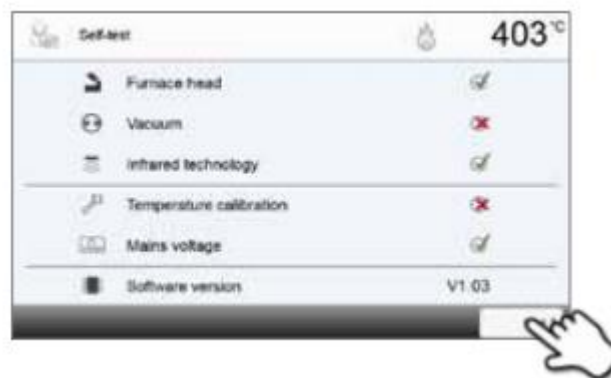 Self-test 403 °C
Furnace head
Vacuum
Infrared technology
Temperature calibration
Mains voltage
Software version V1.03